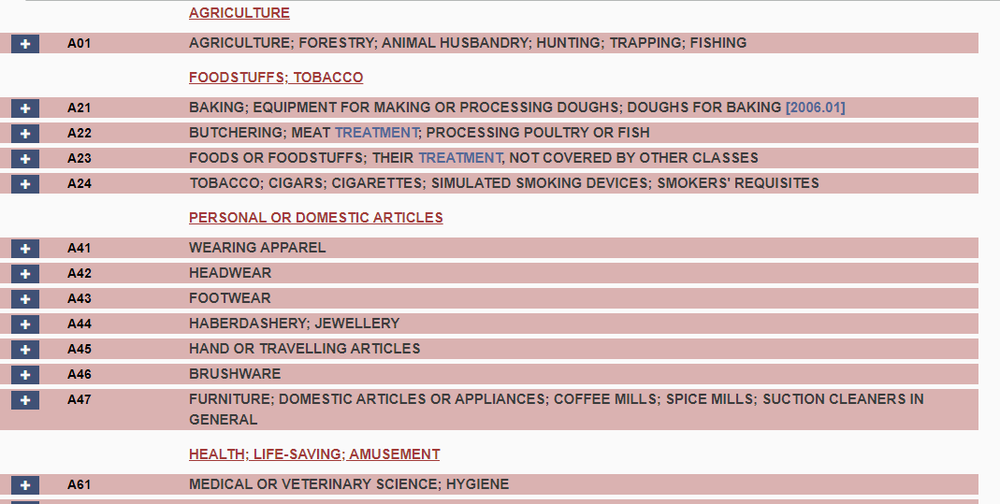 AGRICULTURE
A01 AGRICULTURE; FORESTRY; ANIMAL HUSBANDRY; HUNTING; TRAPPING; FISHING
FOODSTUFFS; TOBACCO
A21 BAKING; EQUIPMENT FOR MAKING OR PROCESSING DOUGHS; DOUGHS FOR BAKING [2006.01]
A22 BUTCHERING; MEAT TREATMENT; PROCESSING POULTRY OR FISH
A23 FOODS OR FOODSTUFFS; THEIR TREATMENT, NOT COVERED BY OTHER CLASSES
A24 TOBACCO; CIGARS; CIGARETTES; SIMULATED SMOKING DEVICES; SMOKERS' REQUISITES
PERSONAL OR DOMESTIC ARTICLES
A41 WEARING APPAREL
A42 HEADWEAR
A43 FOOTWEAR
A44 HABERDASHERY; JEWELLERY
A45 HAND OR TRAVELLING ARTICLES
A46 BRUSHWARE
A47 FURNITURE; DOMESTIC ARTICLES OR APPLIANCES; COFFEE MILLS; SPICE MILLS; SUCTION CLEANERS IN
GENERAL
HEALTH; LIFE-SAVING; AMUSEMENT
A61 MEDICAL OR VETERINARY SCIENCE; HYGIENE